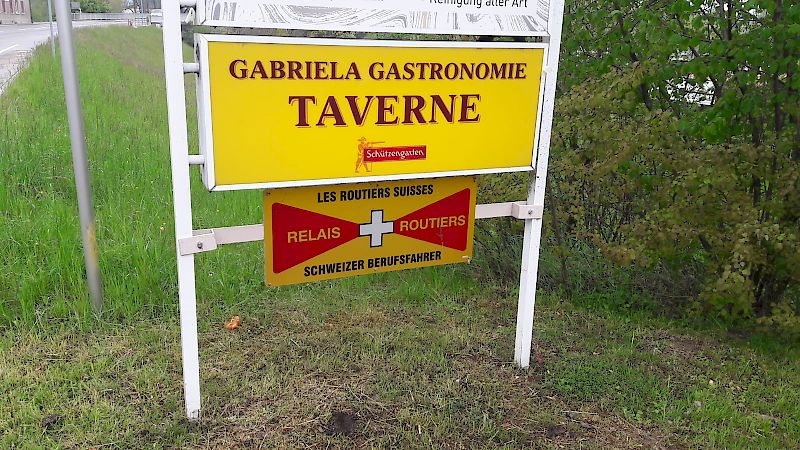 Reinigung aller Art
GABRIELA GASTRONOMIE
TAVERNE
Schützengarten
LES ROUTIERS SUISSES
RELAIS ROUTIERS
SCHWEIZER BERUFSFAHRER